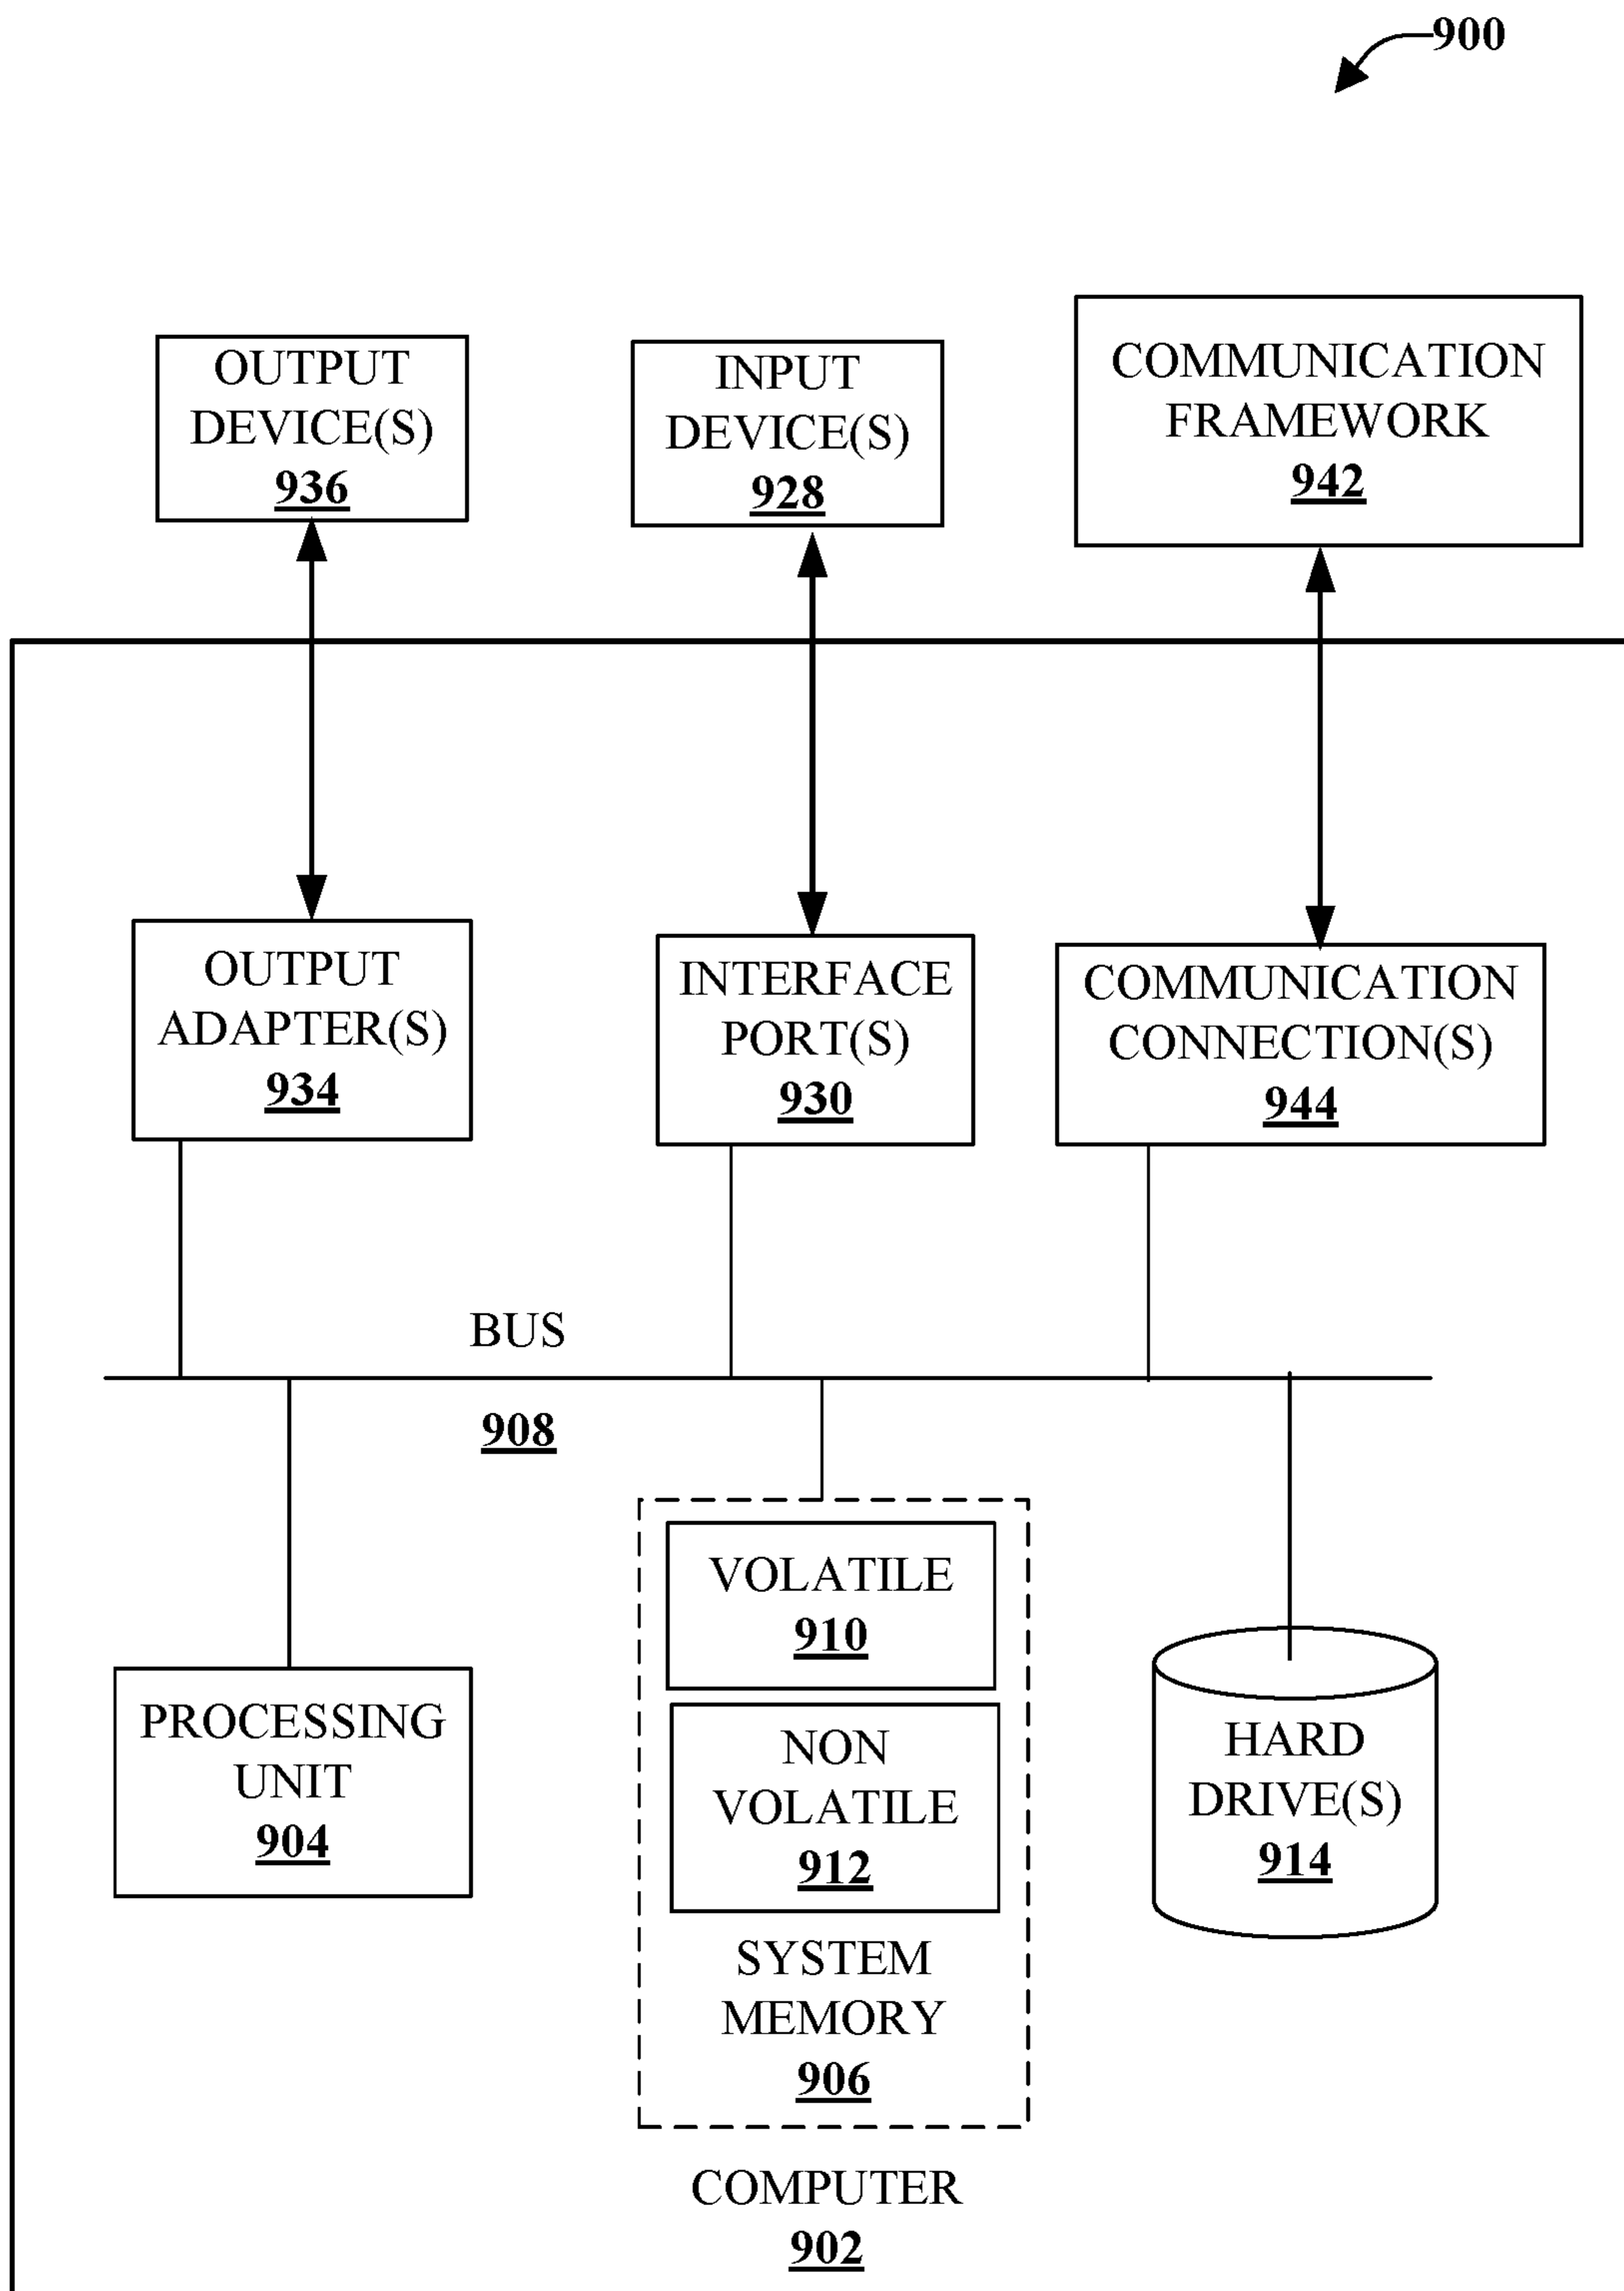 900
OUTPUT
DEVICE(S)
936
INPUT
DEVICE(S)
928
COMMUNICATION
FRAMEWORK
942
OUTPUT
ADAPTER(S)
934
INTERFACE
PORT(S)
930
COMMUNICATION
CONNECTION(S)
944
BUS
908
PROCESSING
UNIT
904
VOLATILE
910
NON
VOLATILE
912
SYSTEM
MEMORY
906
HARD
DRIVE(S)
914
COMPUTER
902